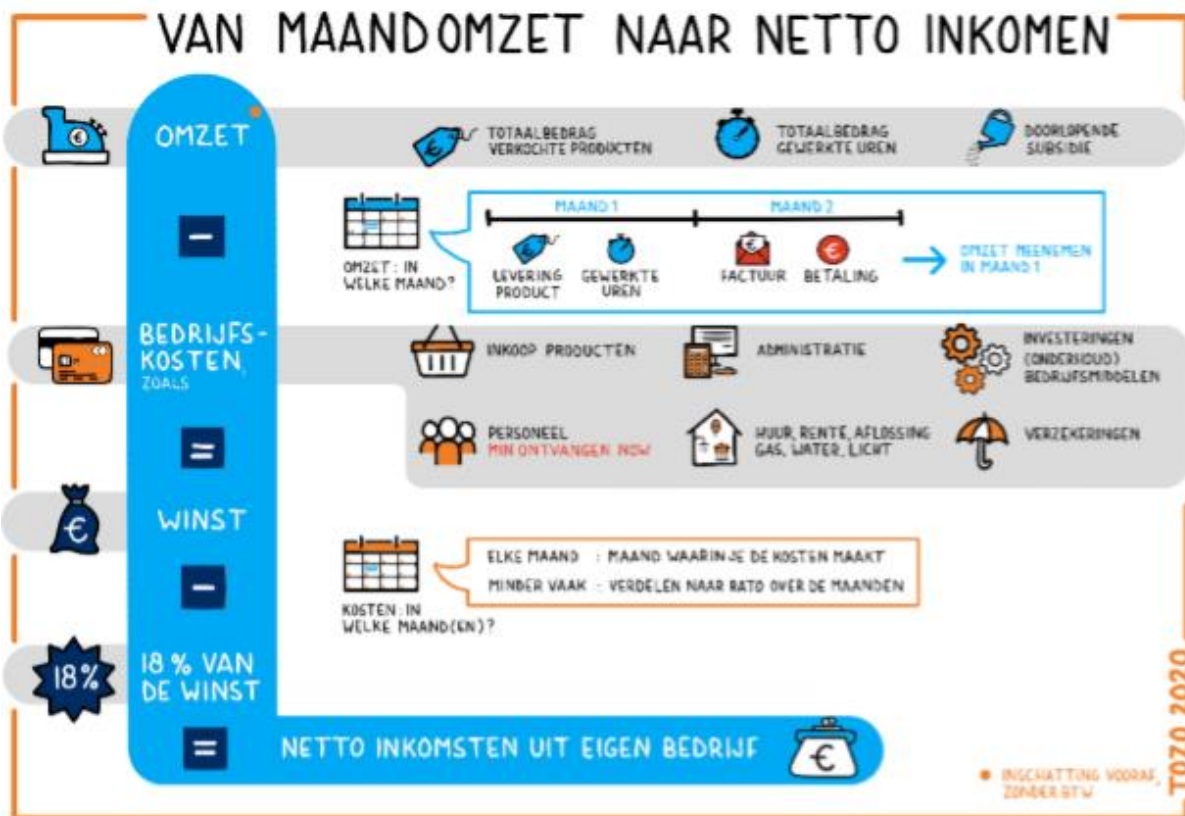 VAN MAANDOMZET NAAR NETTO INKOMEN
OMZET
TOTAALBEDRAG
VERKOCHTE PRODUCTEN
TOTAALBEDRAG
GEWERKTE UREN
DOORLOPENDE
SUBSIDIE
-
OMZET: IN
WELKE MAAND?
MAAND 1
MAAND 2
LEVERING
PRODUCT
GEWERKTE
UREN
FACTUUR
BETALING
OMZET MEENEMEN
IN MAAND 1
BEDRIJFS-
KOSTEN,
ZOALS
INKOOP PRODUCTEN
ADMINISTRATIE
INVESTERINGEN
(ONDERHOUD)
BEDRIJFSMIDDELEN
=
PERSONEEL
MIN ONTVANGEN NOW
HUUR, RENTE, AFLOSSING
GAS, WATER, LICHT
VERZEKERINGEN
€
WINST
-
KOSTEN: IN
WELKE MAAND(EN)?
ELKE MAAND : MAAND WAARIN JE DE KOSTEN MAAKT
MINDER VAAK : VERDELEN NAAR RATO OVER DE MAANDEN
18%
18% VAN
DE WINST
=
NETTO INKOMSTEN UIT EIGEN BEDRIJF
€
INSCHATTING VOORAF,
ZONDER BTW
TOZO 2020